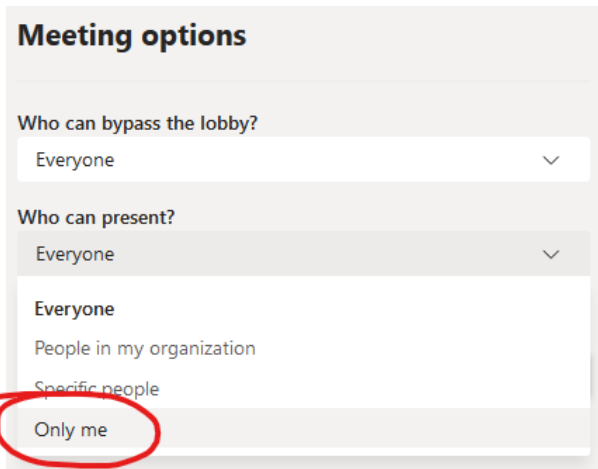 Meeting options
Who can bypass the lobby?
Everyone
Who can present?
Everyone
Everyone
People in my organization
Specific people
Only me